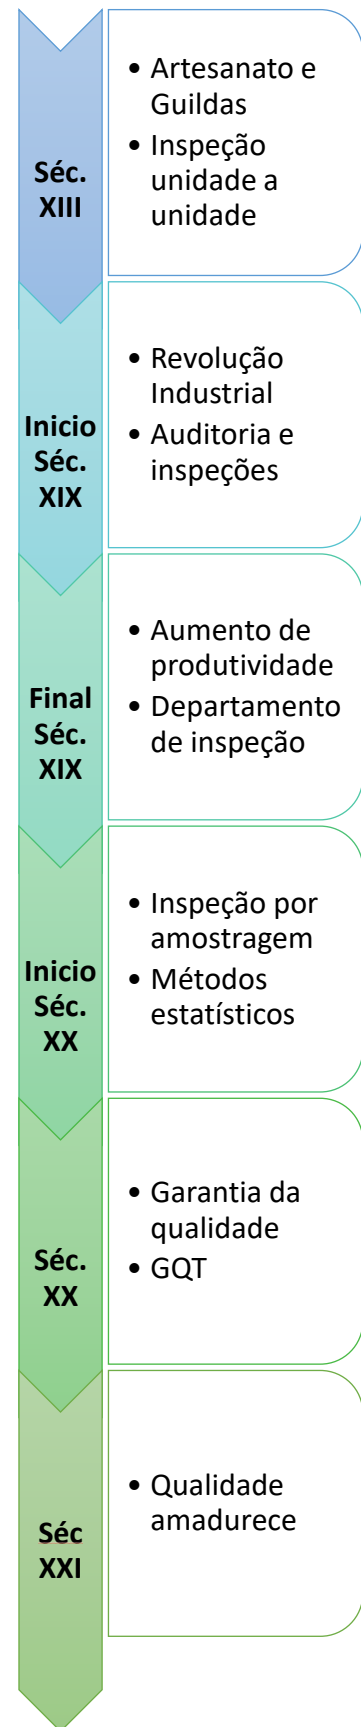 Séc.
XIII
• Artesanato e
Guildas
• Inspeção
unidade a
unidade
Inicio
Séc.
XIX
• Revolução
Industrial
• Auditoria e
inspeções
Final
Séc.
XIX
• Aumento de
produtividade
• Departamento
de inspeção
Inicio
Séc.
XX
• Inspeção por
amostragem
• Métodos
estatísticos
Séc.
XX
• Garantia da
qualidade
• GQT
Séc
XXI
• Qualidade
amadurece